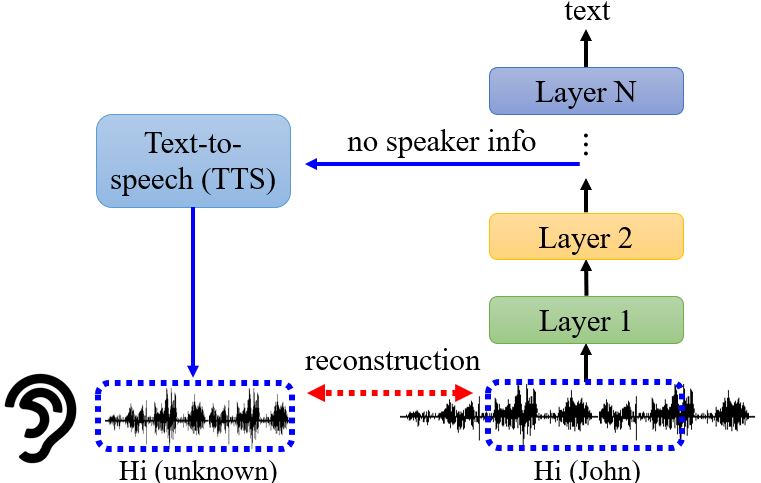 text
Layer N
Text-to-
speech (TTS)
no speaker info
⋮
Layer 2
Layer 1
reconstruction
Hi (unknown)
Hi (John)